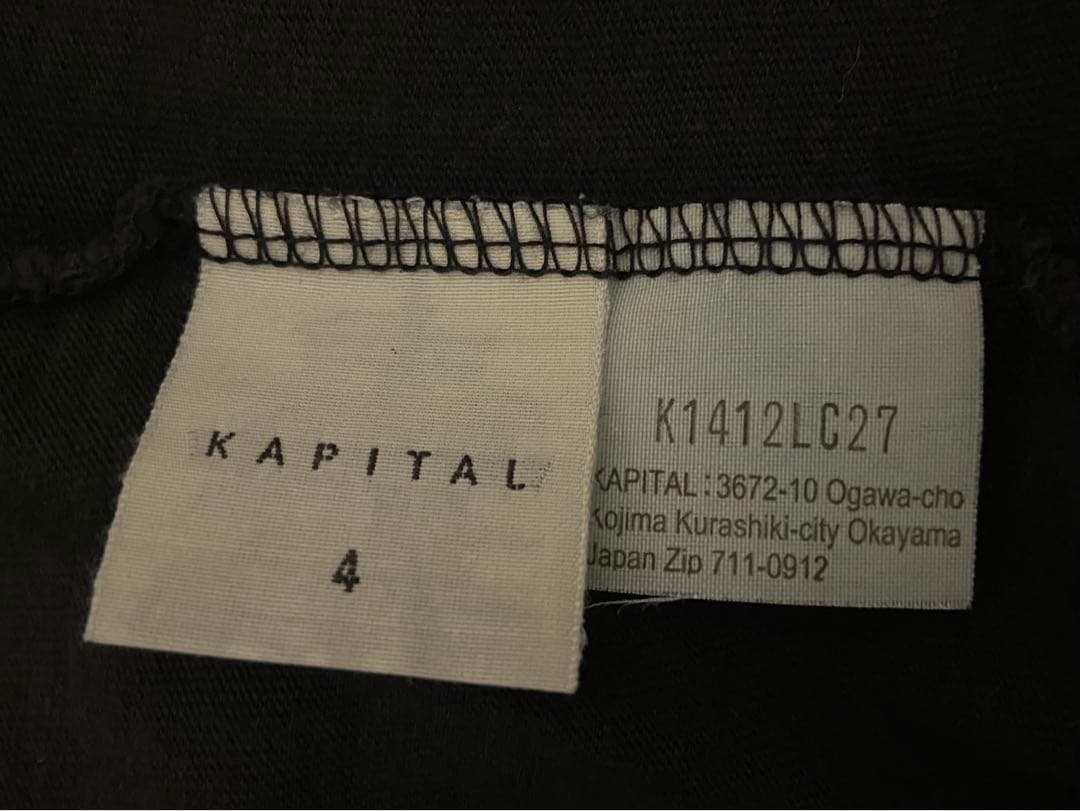 KAPITAL
4
K1412LC27
KAPITAL:3672-10 Ogawa-cho
Kojima Kurashiki-city Okayama
Japan Zip 711-0912